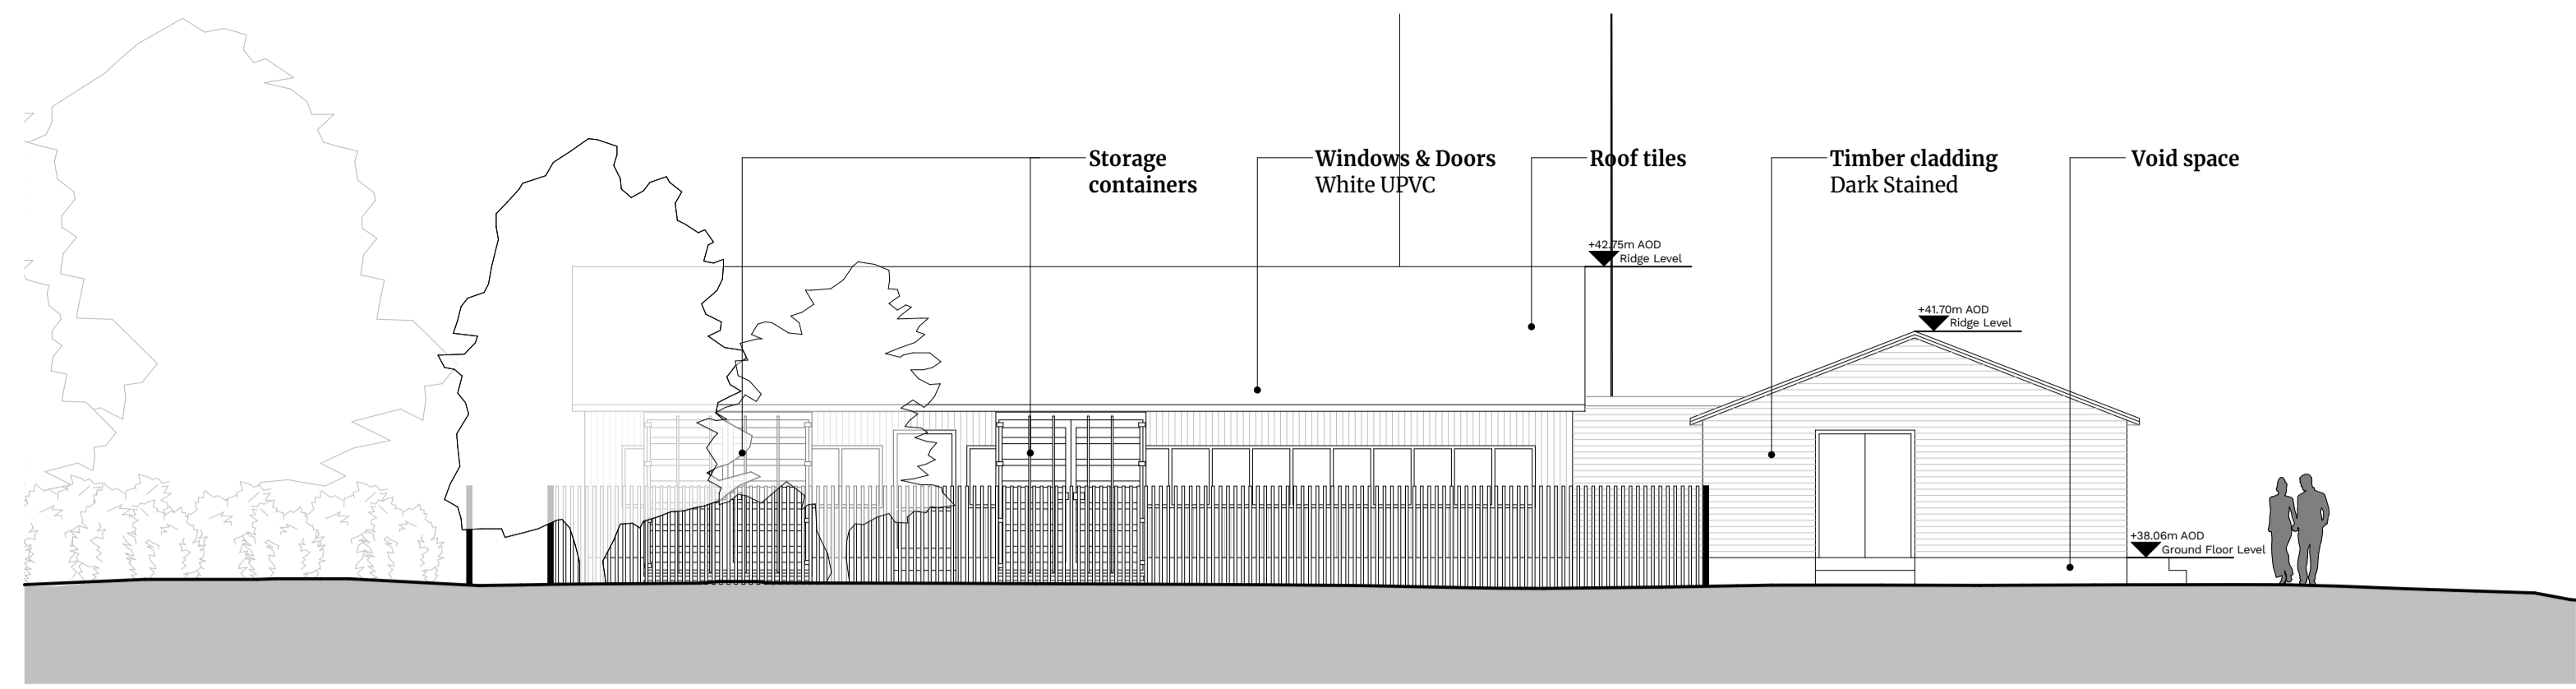 Storage
containers
Windows & Doors
White UPVC
Roof tiles
Timber cladding
Dark Stained
Void space
+42.75m AOD
Ridge Level
+41.70m AOD
Ridge Level
+38.06m AOD
Ground Floor Level